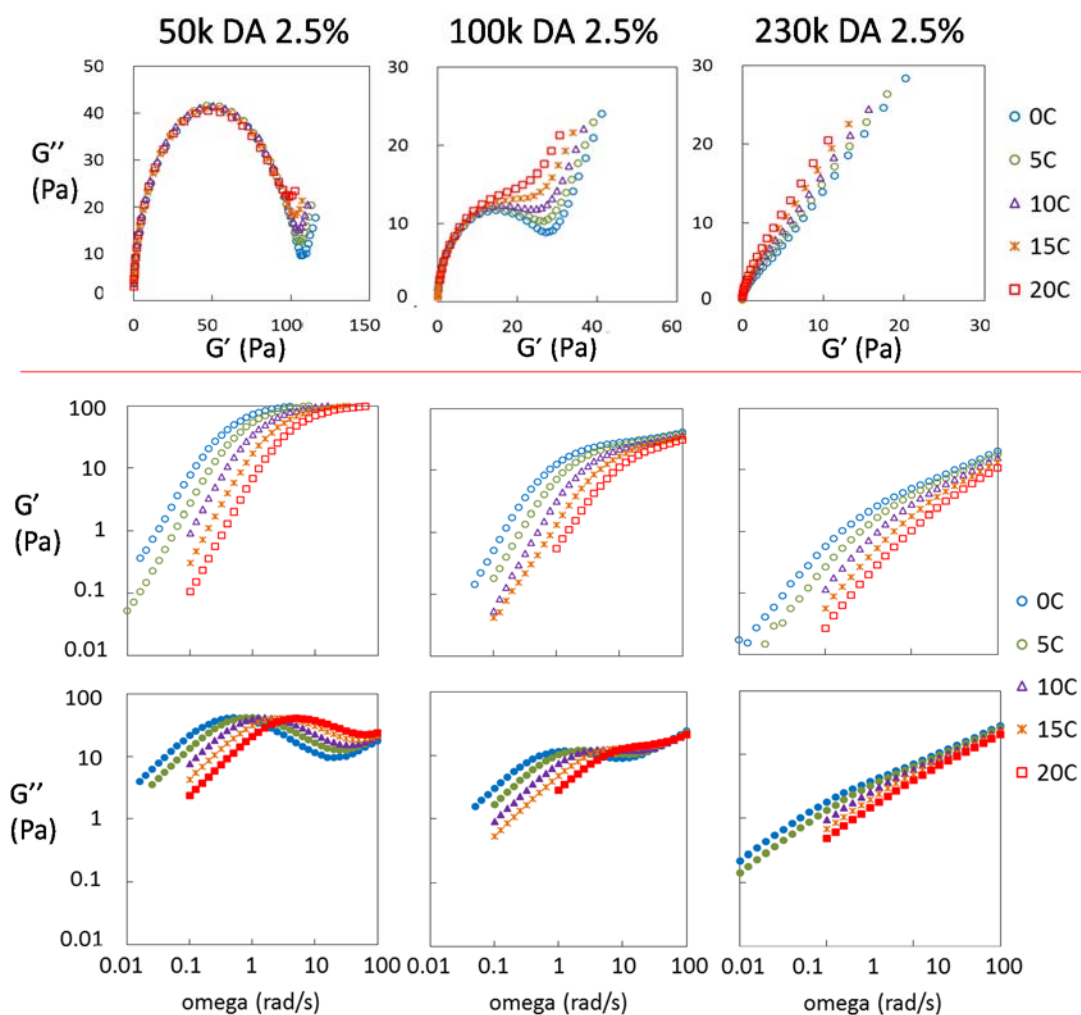 50k DA 2.5% 100k DA 2.5% 230k DA 2.5%
50 30 30
40
G'' 20 20
(Pa) 30
20 10 10
10
0 0 0
0 50 100 150 0 20 40 60 0 10 20 30
G' (Pa) G' (Pa) G' (Pa)
0C
5C
10C
15C
20C
100
10
G'
(Pa)
1
0.1
0.01
0C
5C
10C
15C
20C
100
10
G''
(Pa)
1
0.1
0.01
0.01 0.1 1 10 100 0.1 1 10 100 0.01 0.1 1 10 100
omega (rad/s) omega (rad/s) omega (rad/s)